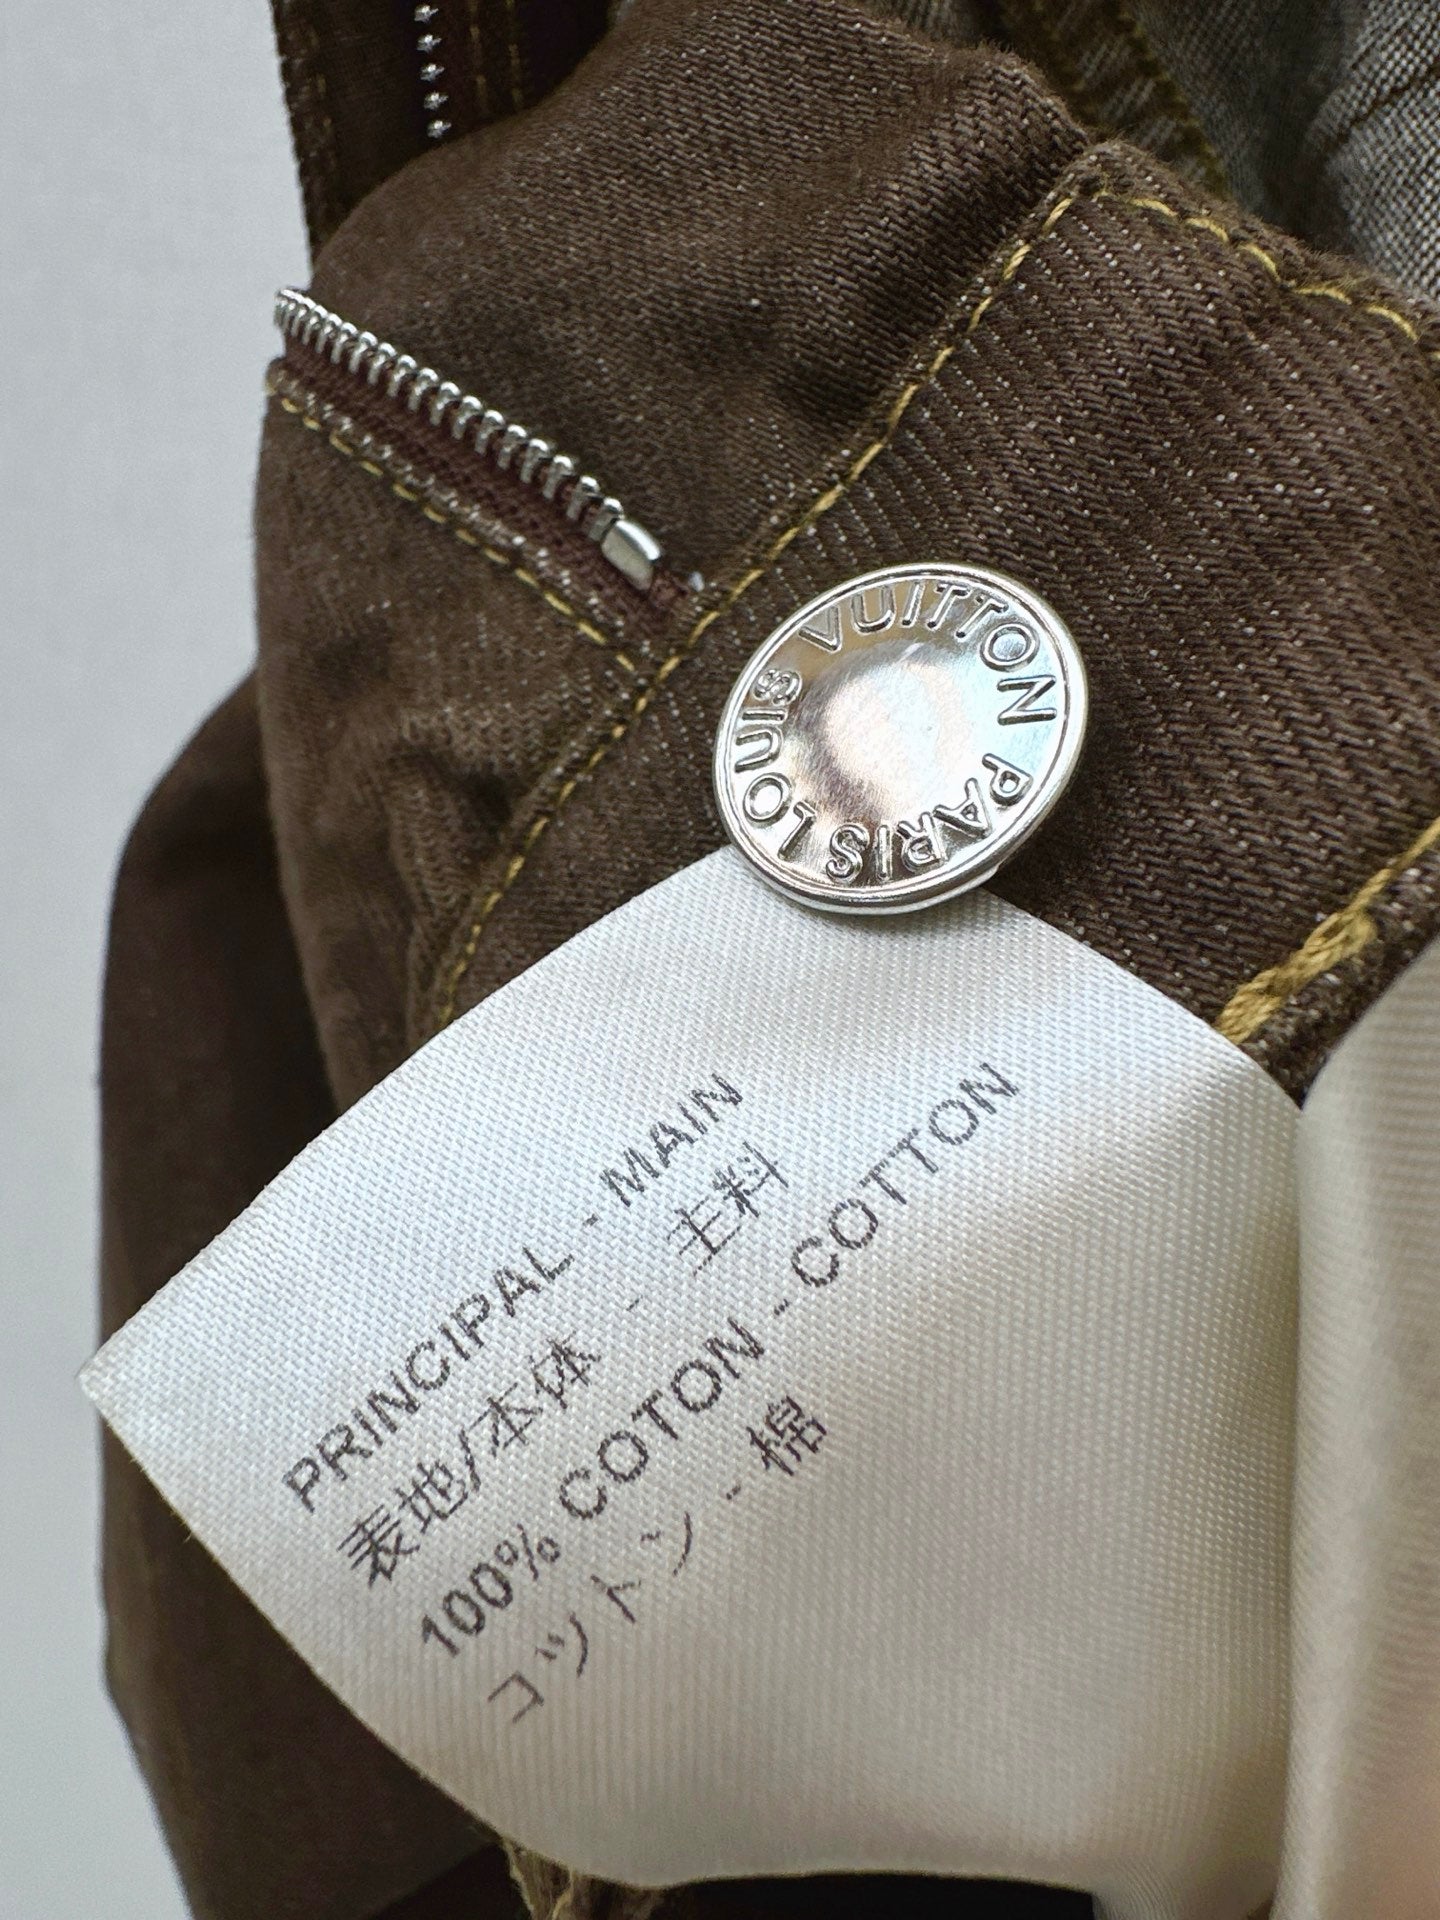 LOUIS VUITTON PARIS
PRINCIPAL - MAIN
表地/本体 - 主料
100% COTON - COTTON
コットン - 棉